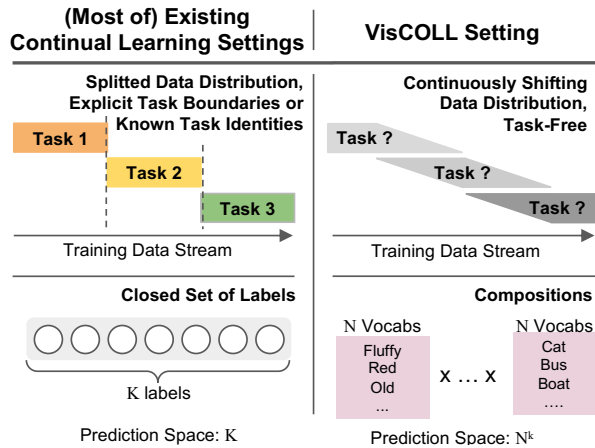 (Most of) Existing
Continual Learning Settings
VisCOLL Setting
Splitted Data Distribution,
Explicit Task Boundaries or
Known Task Identities
Task 1
Task 2
Task 3
Training Data Stream
Continuously Shifting
Data Distribution,
Task-Free
Task ?
Task ?
Task ?
Training Data Stream
Closed Set of Labels
K labels
Prediction Space: K
Compositions
N Vocabs
Fluffy
Red
Old
...
x ... x
N Vocabs
Cat
Bus
Boat
....
Prediction Space: Nᵏ